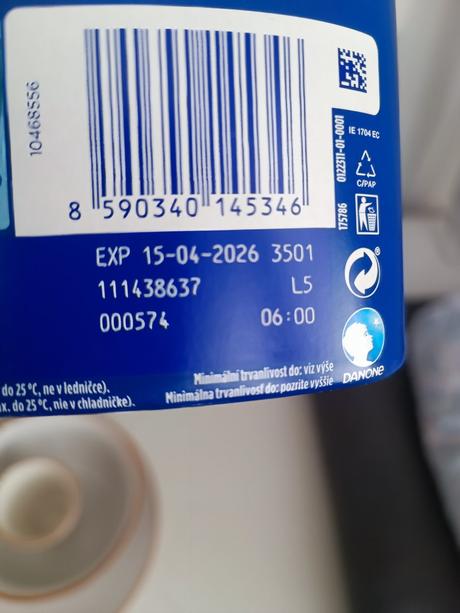 10468556
8 590340 145346
0122311-01-0001
175786
IE 1704 EC
C/PAP
EXP 15-04-2026 3501
111438637 L5
000574 06:00
DANONE
Minimální trvanlivost do: viz výše
Minimálna trvanlivosť do: pozrite vyššie
do 25 °C, ne v ledničce).
x. do 25 °C, nie v chladničke).